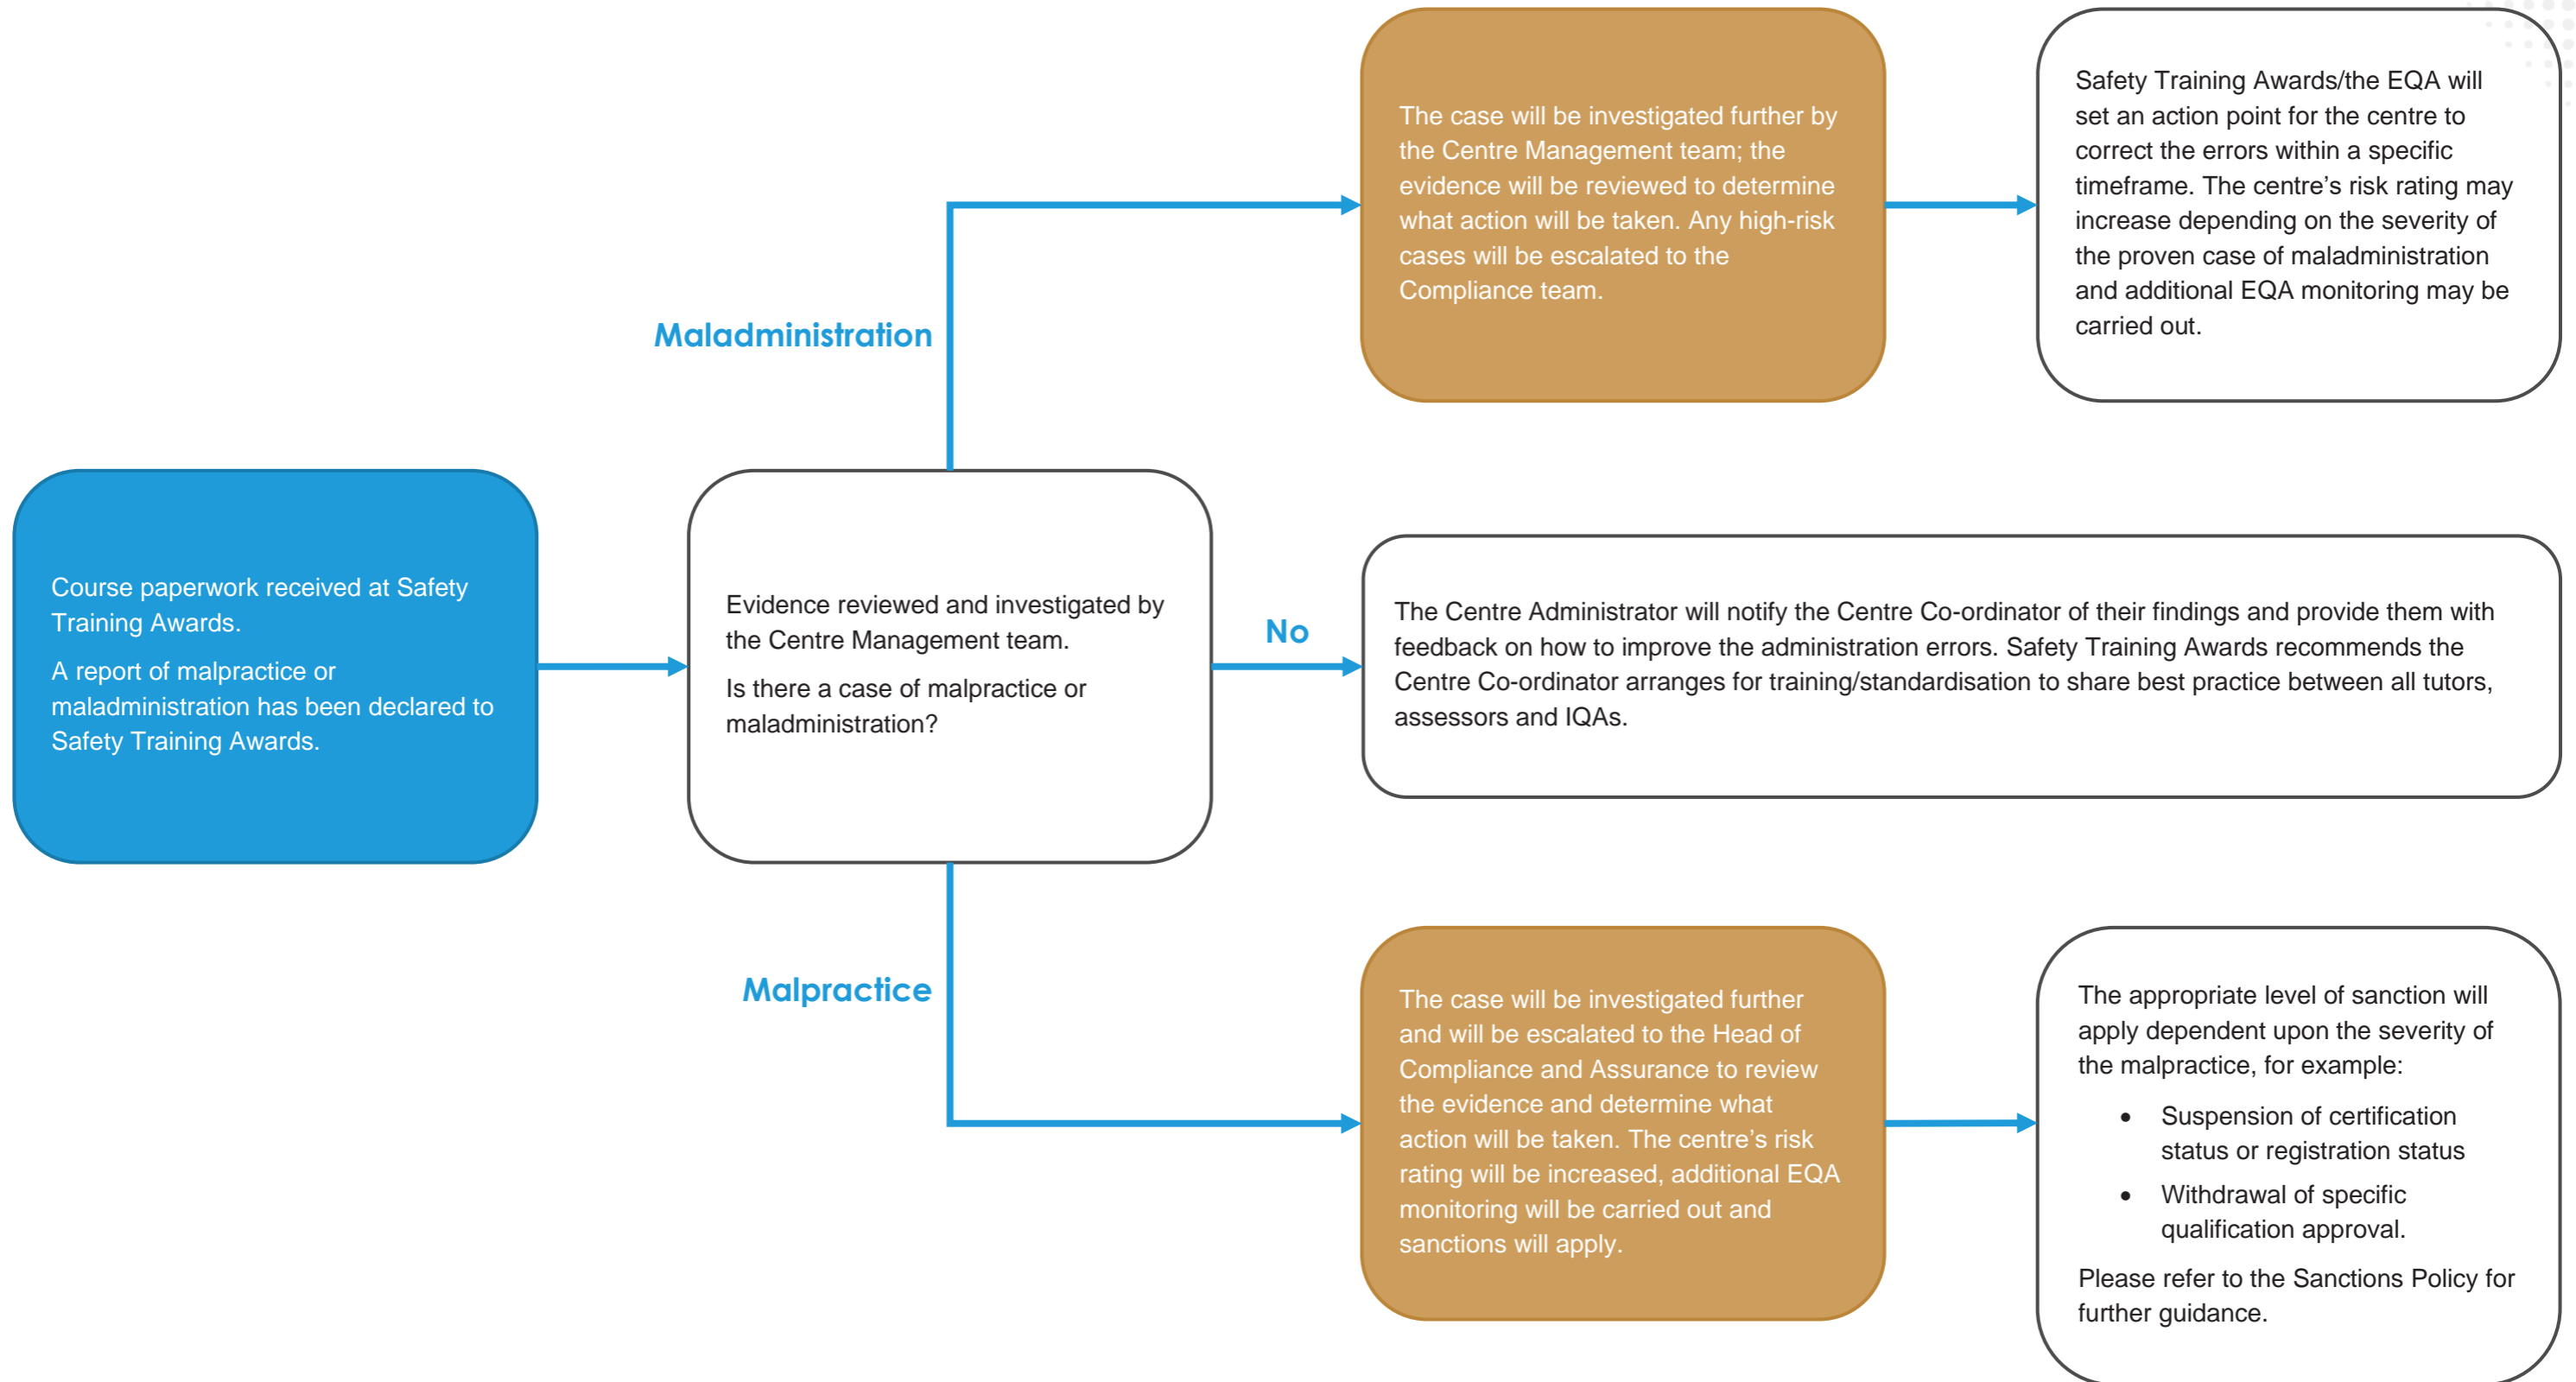 Course paperwork received at Safety
Training Awards.
A report of malpractice or
maladministration has been declared to
Safety Training Awards.
Evidence reviewed and investigated by
the Centre Management team.
Is there a case of malpractice or
maladministration?
Maladministration
The case will be investigated further by
the Centre Management team; the
evidence will be reviewed to determine
what action will be taken. Any high-risk
cases will be escalated to the
Compliance team.
Safety Training Awards/the EQA will
set an action point for the centre to
correct the errors within a specific
timeframe. The centre’s risk rating may
increase depending on the severity of
the proven case of maladministration
and additional EQA monitoring may be
carried out.
No
The Centre Administrator will notify the Centre Co-ordinator of their findings and provide them with
feedback on how to improve the administration errors. Safety Training Awards recommends the
Centre Co-ordinator arranges for training/standardisation to share best practice between all tutors,
assessors and IQAs.
Malpractice
The case will be investigated further
and will be escalated to the Head of
Compliance and Assurance to review
the evidence and determine what
action will be taken. The centre’s risk
rating will be increased, additional EQA
monitoring will be carried out and
sanctions will apply.
The appropriate level of sanction will
apply dependent upon the severity of
the malpractice, for example:
• Suspension of certification
status or registration status
• Withdrawal of specific
qualification approval.
Please refer to the Sanctions Policy for
further guidance.